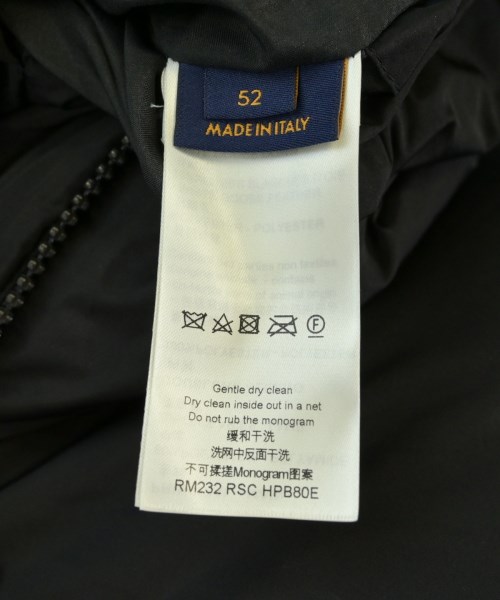 52
MADE IN ITALY
Gentle dry clean
Dry clean inside out in a net
Do not rub the monogram
缓和干洗
洗网中反面干洗
不可揉搓Monogram图案
RM232 RSC HPB80E